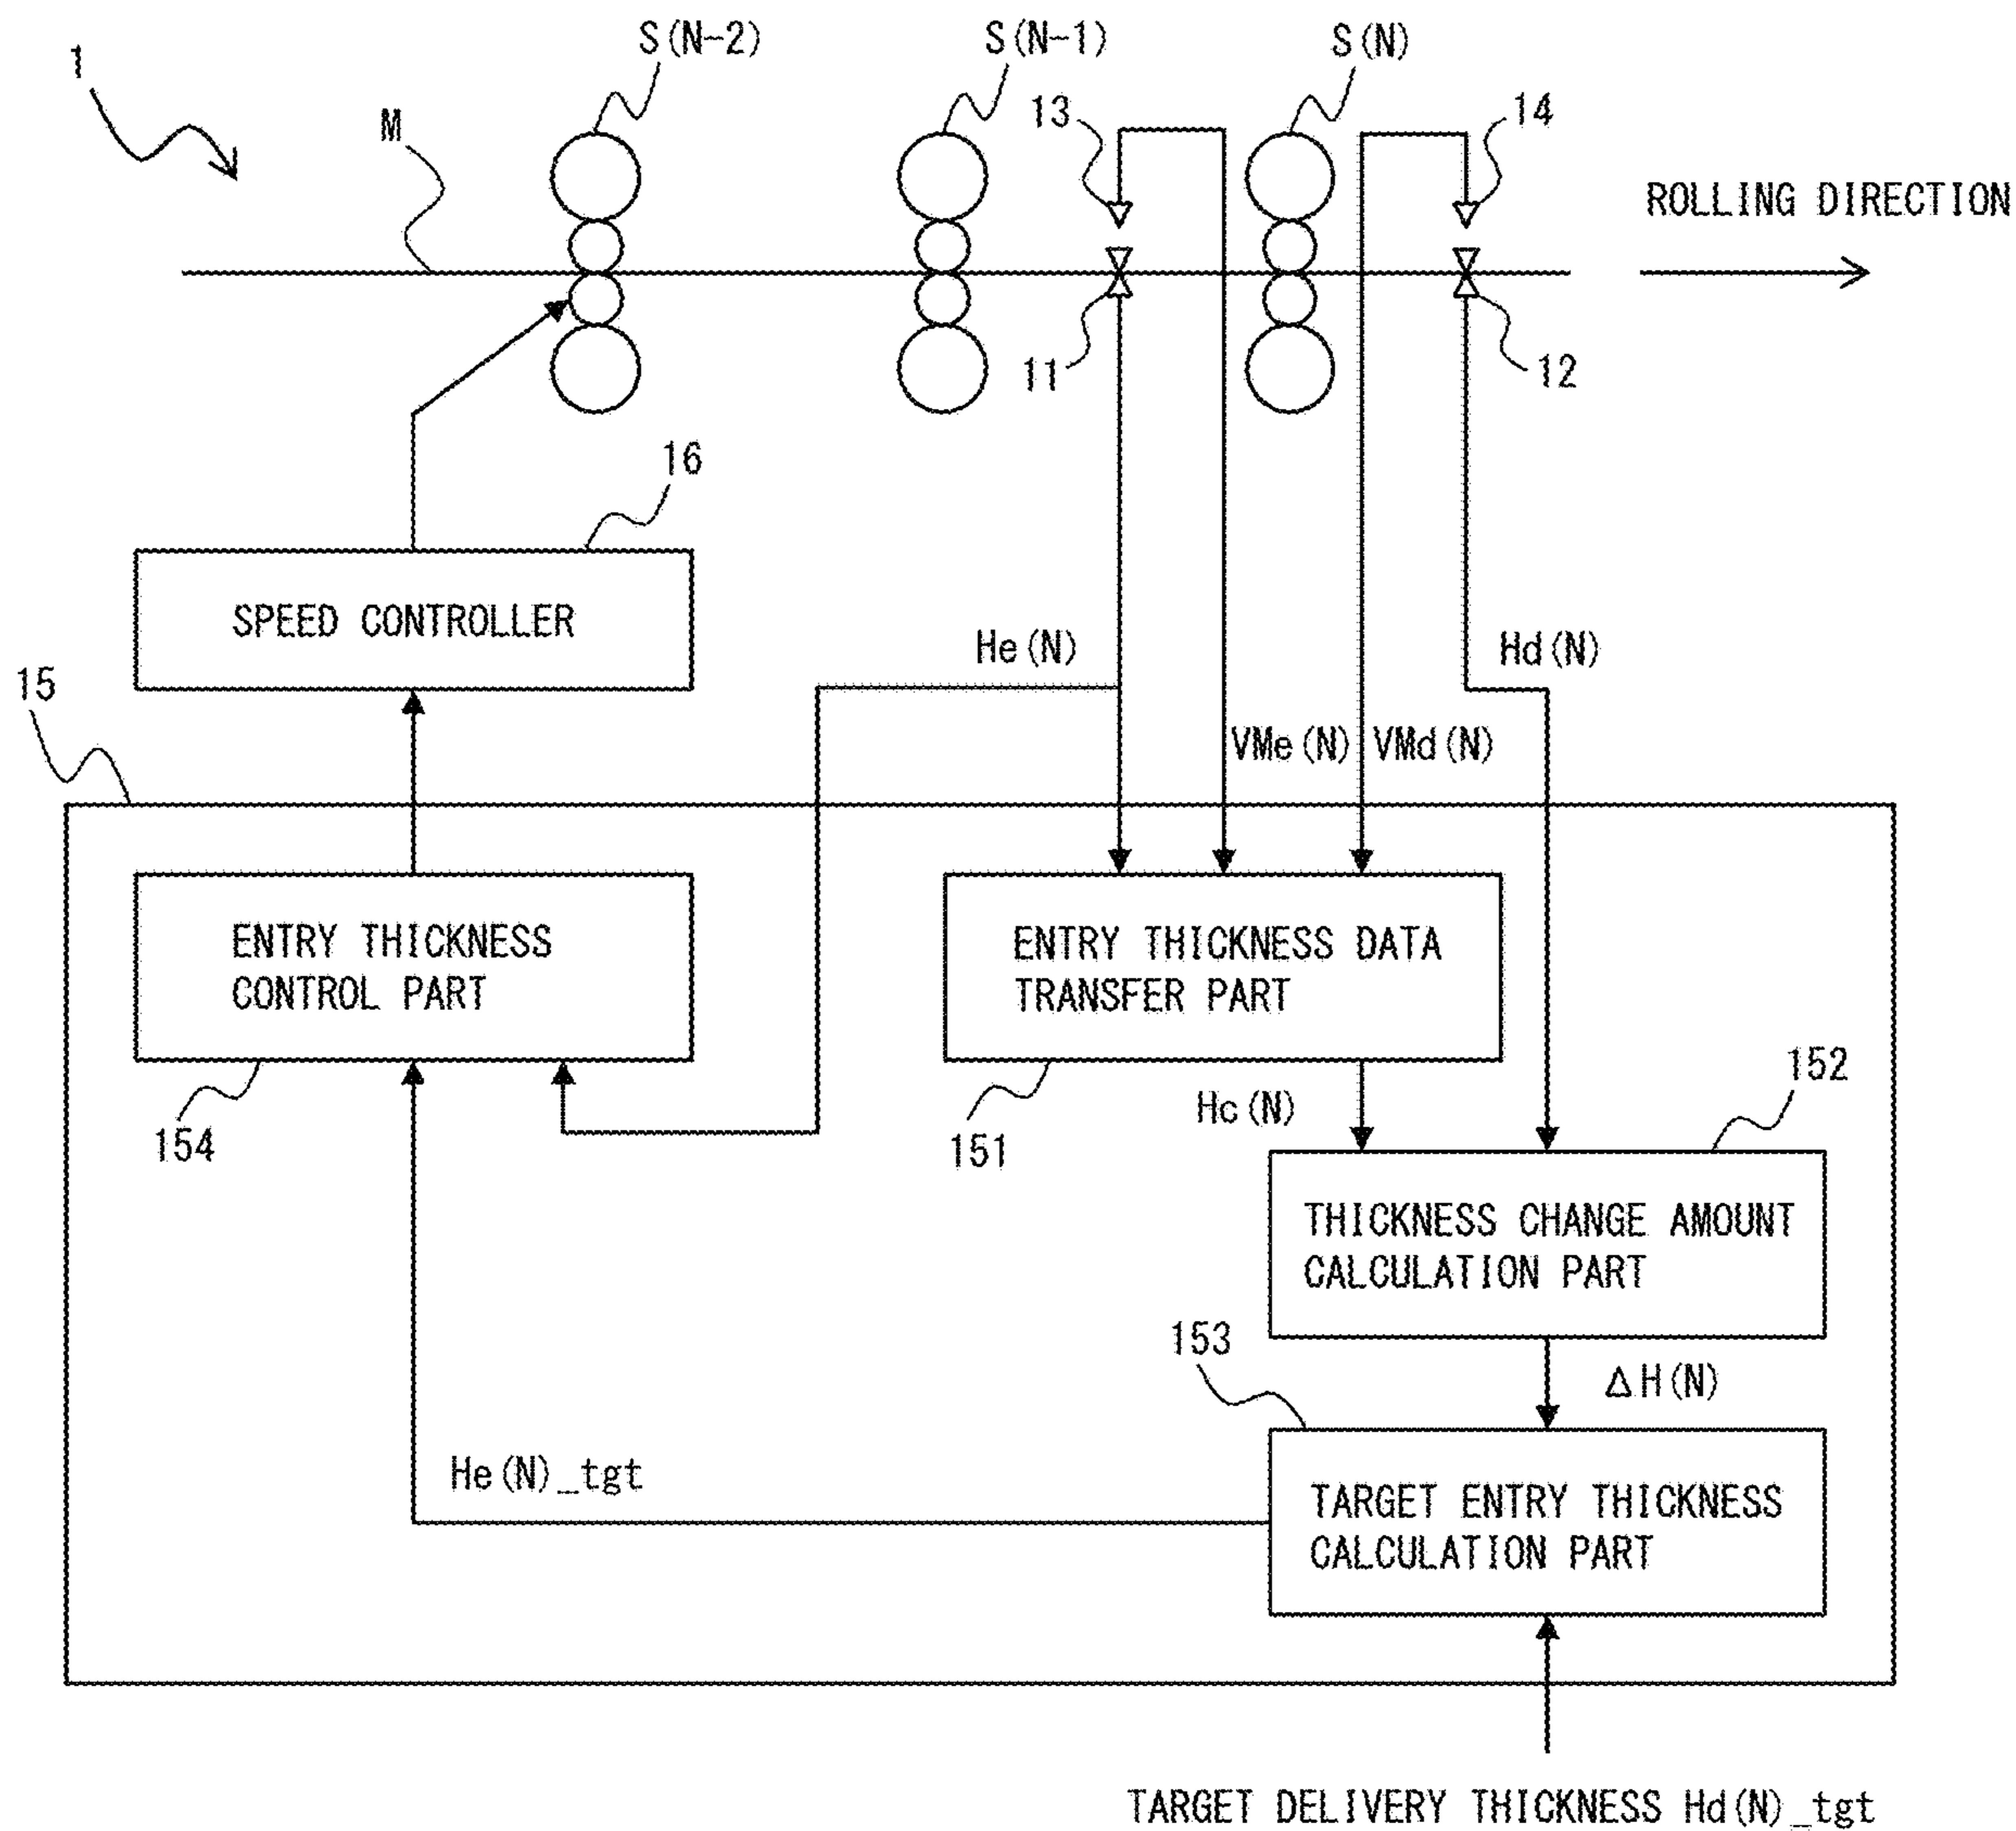 1
S(N-2)
S(N-1)
S(N)
M
13
14
ROLLING DIRECTION
11
12
16
SPEED CONTROLLER
He(N)
Hd(N)
15
VMe(N)
VMd(N)
ENTRY THICKNESS
CONTROL PART
ENTRY THICKNESS DATA
TRANSFER PART
154
151
Hc(N)
152
THICKNESS CHANGE AMOUNT
CALCULATION PART
153
ΔH(N)
He(N)_tgt
TARGET ENTRY THICKNESS
CALCULATION PART
TARGET DELIVERY THICKNESS Hd(N)_tgt